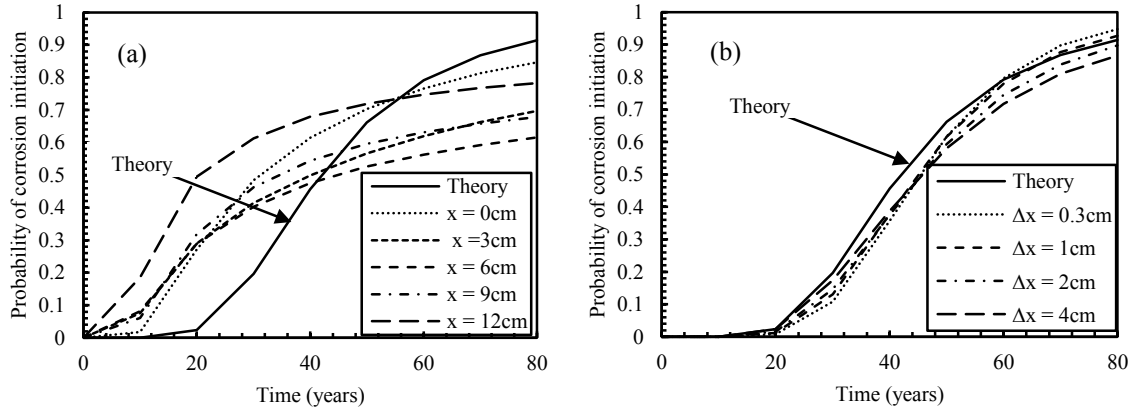 Probability of corrosion initiation
1
0.9
0.8
0.7
0.6
0.5
0.4
0.3
0.2
0.1
0
(a)
Theory
Theory
x = 0cm
x =3cm
x = 6cm
x = 9cm
x = 12cm
0 20 40 60 80
Time (years)
Probability of corrosion initiation
1
0.9
0.8
0.7
0.6
0.5
0.4
0.3
0.2
0.1
0
(b)
Theory
Theory
Δx = 0.3cm
Δx = 1cm
Δx = 2cm
Δx = 4cm
0 20 40 60 80
Time (years)